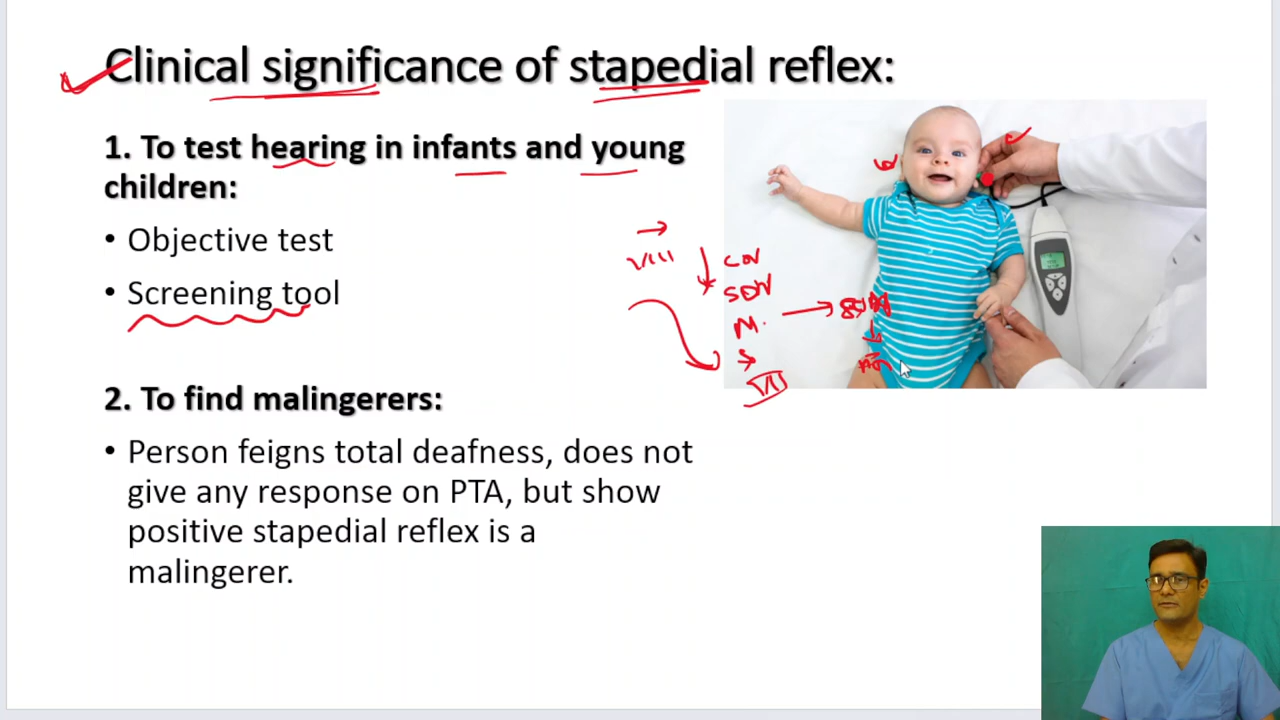 Clinical significance of stapedial reflex:
1. To test hearing in infants and young
children:
• Objective test
• Screening tool
VIII
CN
SON
M.
VII
2. To find malingerers:
• Person feigns total deafness, does not
give any response on PTA, but show
positive stapedial reflex is a
malingerer.